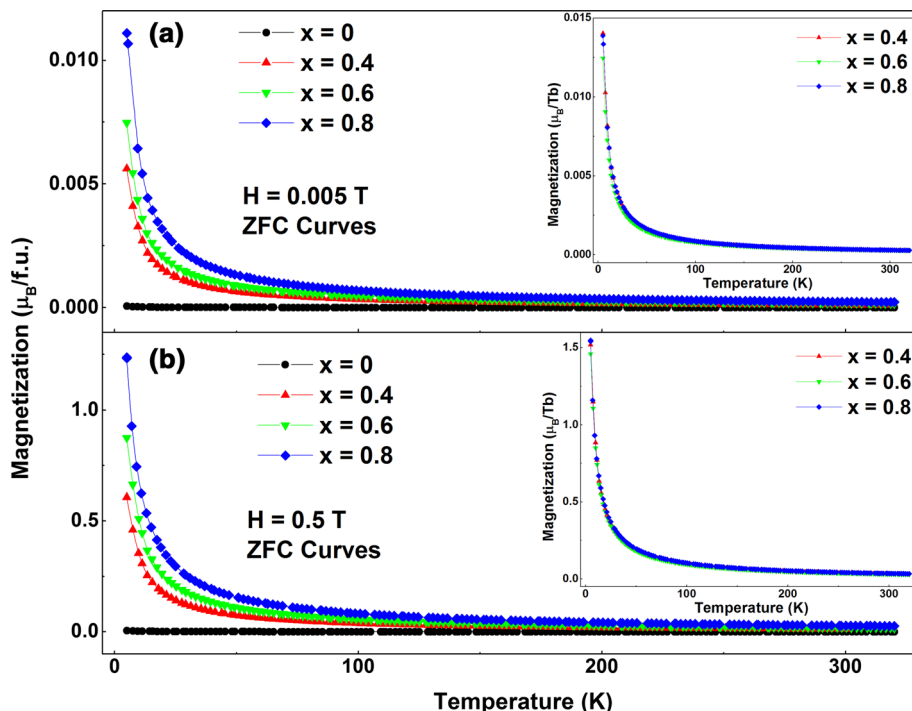 (a)
x = 0
x = 0.4
x = 0.6
x = 0.8
H = 0.005 T
ZFC Curves
0.010
0.005
0.000
Magnetization (μB/f.u.)
0.015
0.010
0.005
0.000
Magnetization (μB/Tb)
x = 0.4
x = 0.6
x = 0.8
0
100
200
300
Temperature (K)
(b)
x = 0
x = 0.4
x = 0.6
x = 0.8
H = 0.5 T
ZFC Curves
1.0
0.5
0.0
1.5
1.0
0.5
0.0
Magnetization (μB/Tb)
x = 0.4
x = 0.6
x = 0.8
0
100
200
300
Temperature (K)
0
100
200
300
Temperature (K)